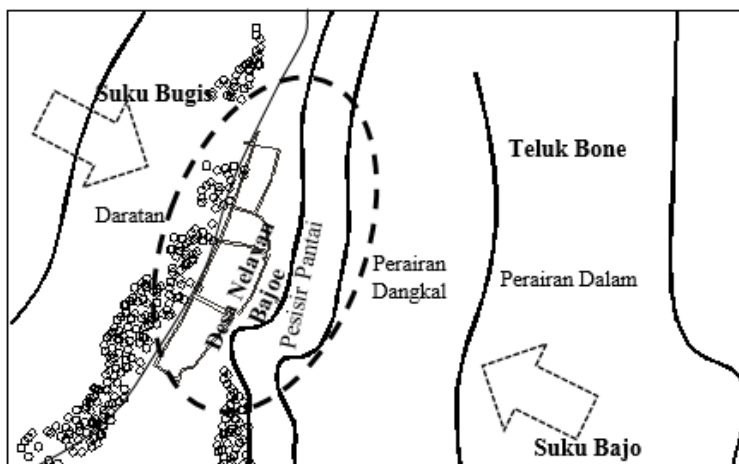 Suku Bugis
Teluk Bone
Daratan
Desa Nelayan
Bajoe
Pesisir Pantai
Perairan
Dangkal
Perairan Dalam
Suku Bajo